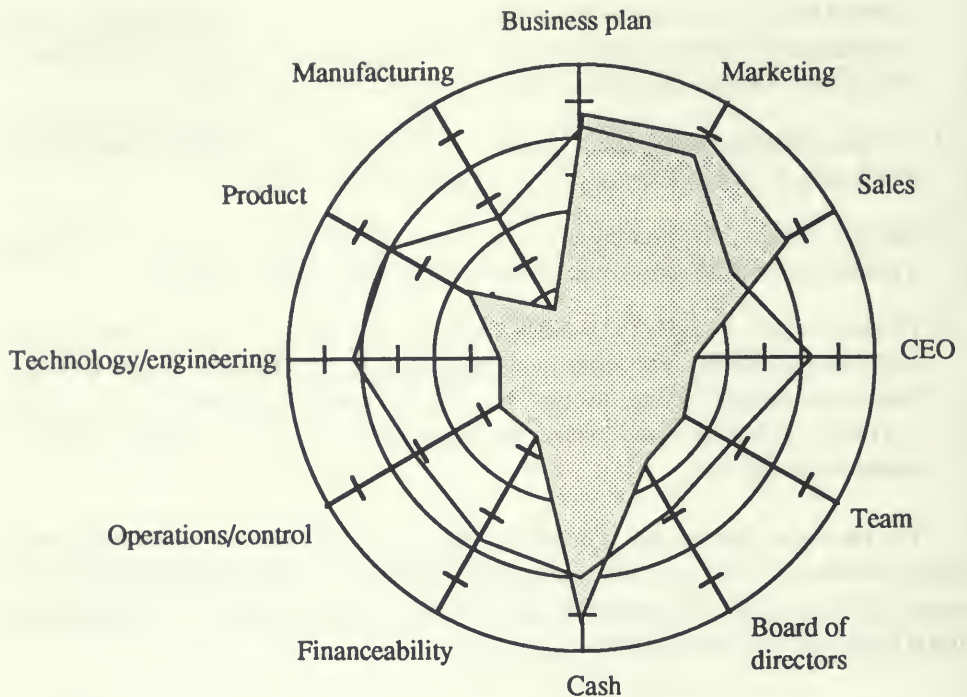 Business plan
Manufacturing
Marketing
Product
Sales
Technology/engineering
CEO
Operations/control
Team
Financeability
Board of
directors
Cash